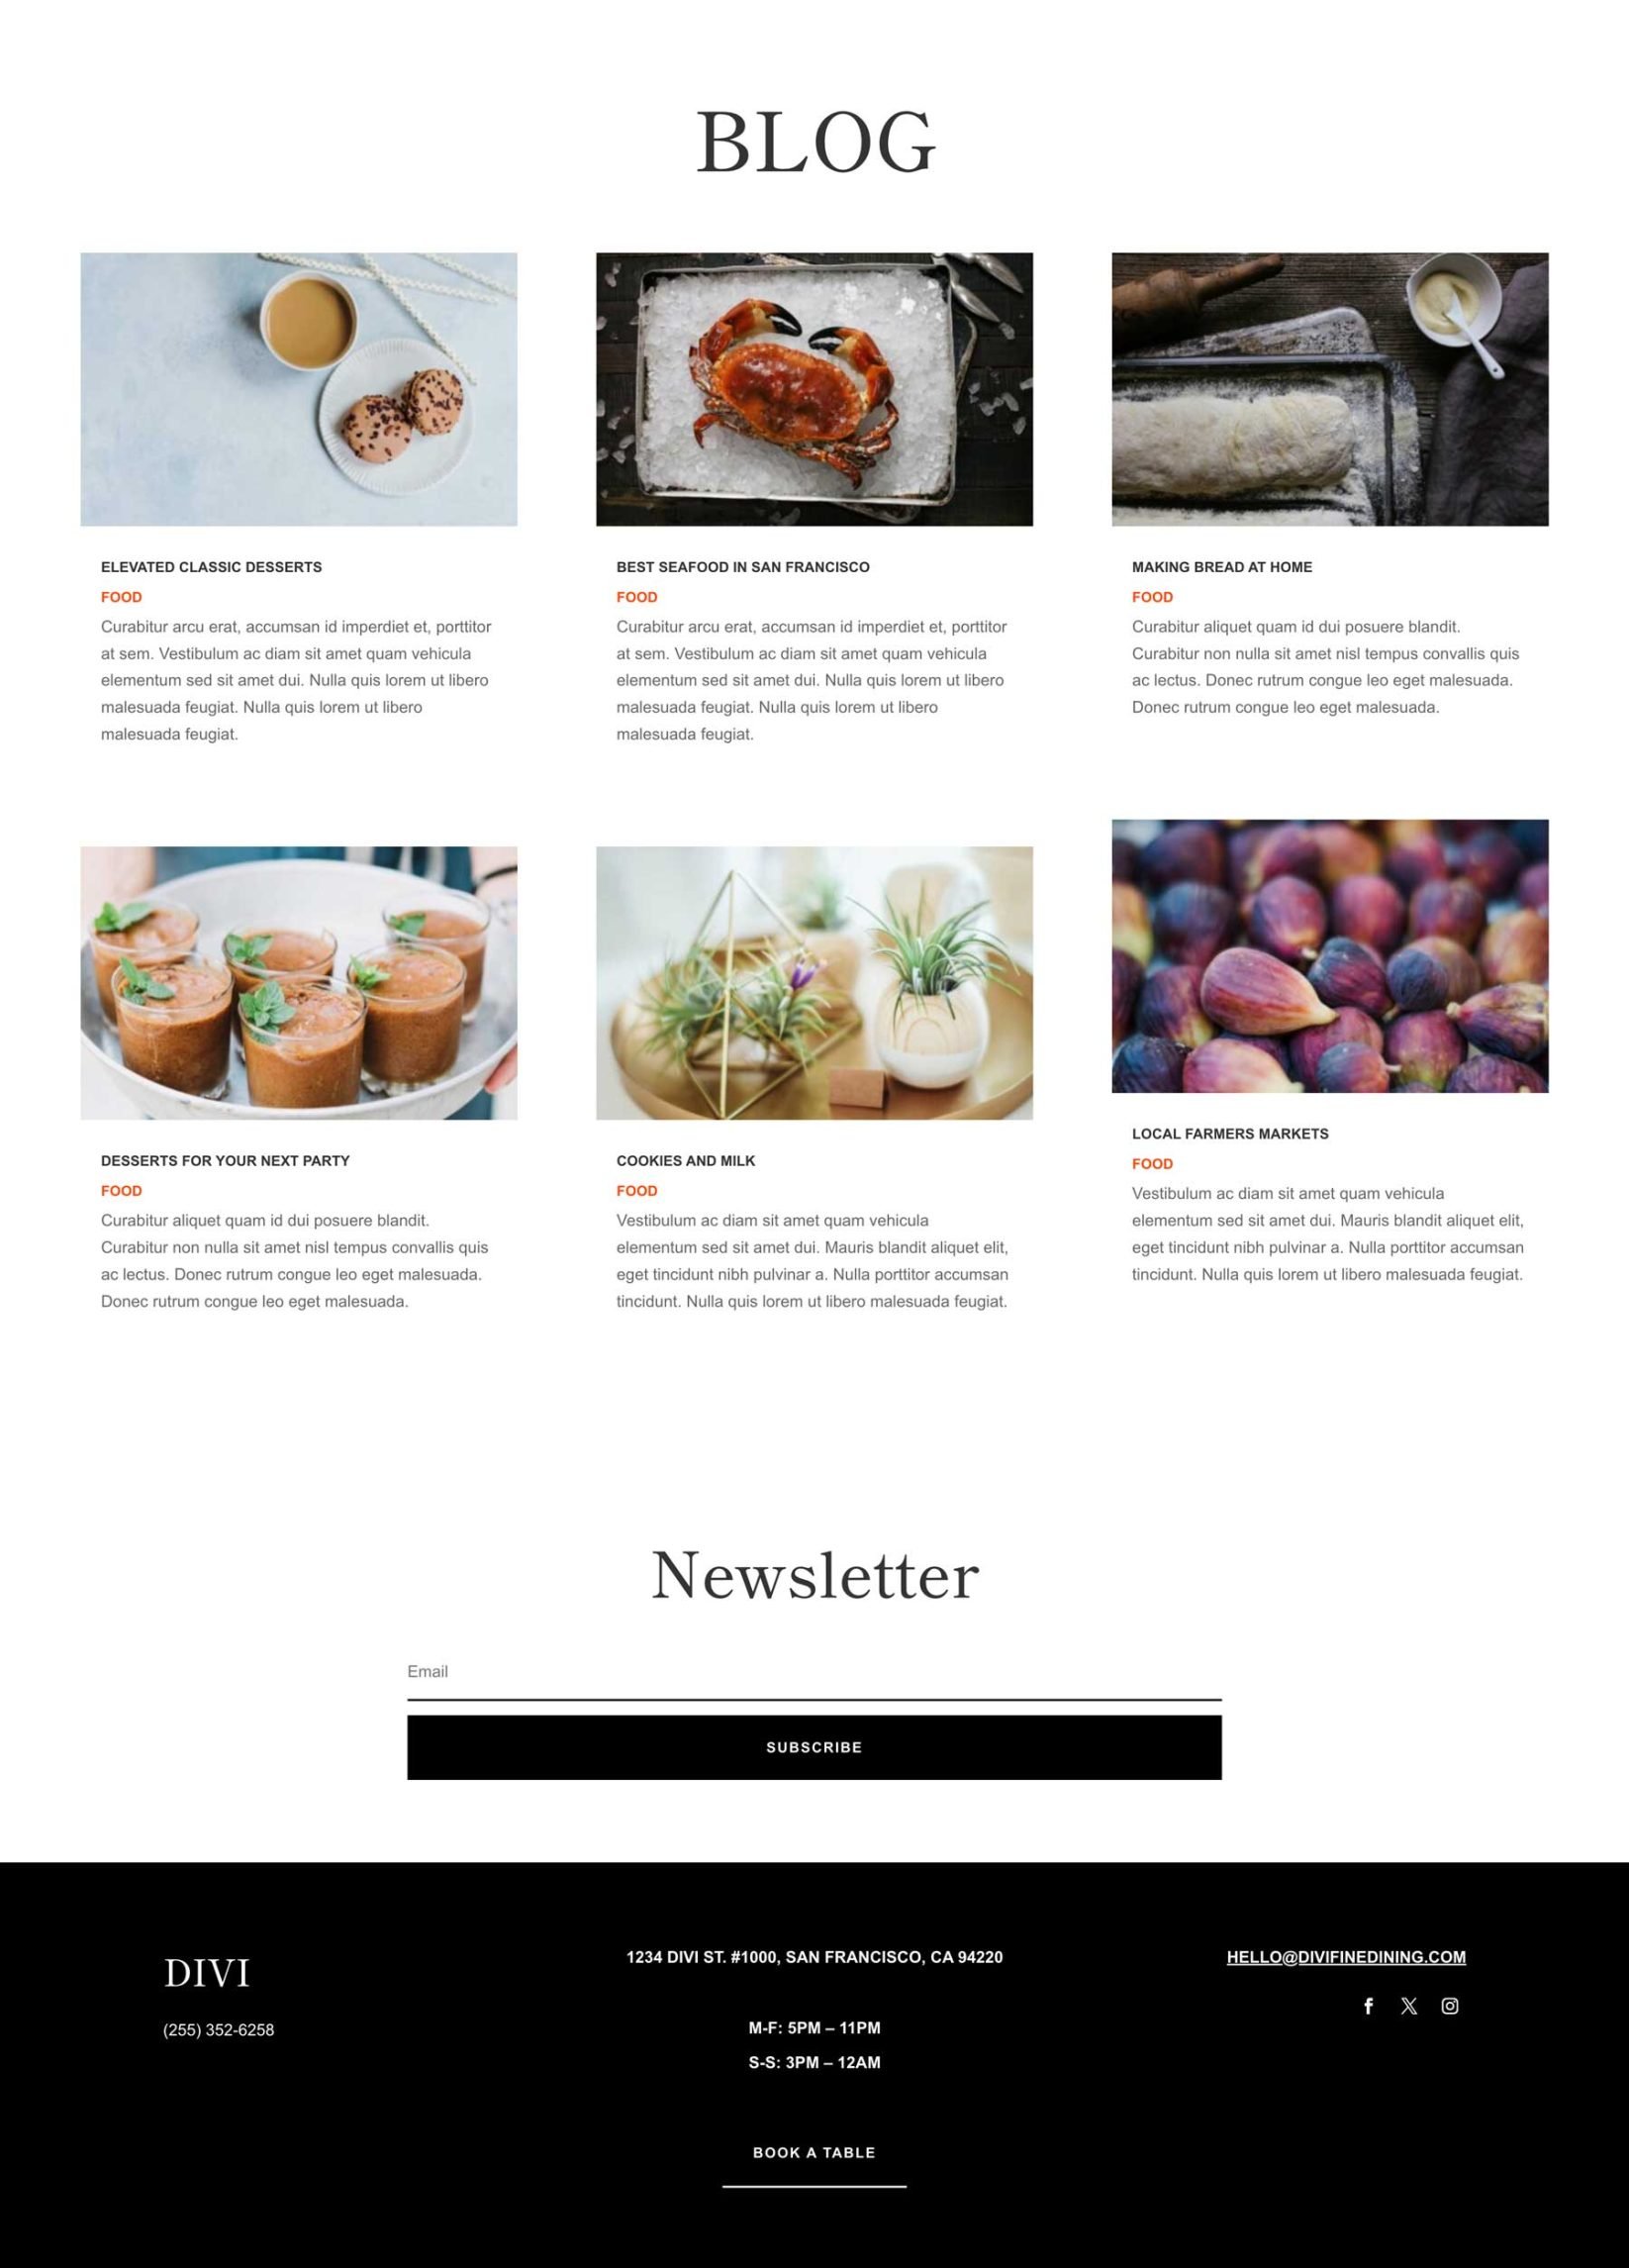 BLOG
ELEVATED CLASSIC DESSERTS
FOOD
Curabitur arcu erat, accumsan id imperdiet et, porttitor
at sem. Vestibulum ac diam sit amet quam vehicula
elementum sed sit amet dui. Nulla quis lorem ut libero
malesuada feugiat. Nulla quis lorem ut libero
malesuada feugiat.
BEST SEAFOOD IN SAN FRANCISCO
FOOD
Curabitur arcu erat, accumsan id imperdiet et, porttitor
at sem. Vestibulum ac diam sit amet quam vehicula
elementum sed sit amet dui. Nulla quis lorem ut libero
malesuada feugiat. Nulla quis lorem ut libero
malesuada feugiat.
MAKING BREAD AT HOME
FOOD
Curabitur aliquet quam id dui posuere blandit.
Curabitur non nulla sit amet nisl tempus convallis quis
ac lectus. Donec rutrum congue leo eget malesuada.
Donec rutrum congue leo eget malesuada.
DESSERTS FOR YOUR NEXT PARTY
FOOD
Curabitur aliquet quam id dui posuere blandit.
Curabitur non nulla sit amet nisl tempus convallis quis
ac lectus. Donec rutrum congue leo eget malesuada.
Donec rutrum congue leo eget malesuada.
COOKIES AND MILK
FOOD
Vestibulum ac diam sit amet quam vehicula
elementum sed sit amet dui. Mauris blandit aliquet elit,
eget tincidunt nibh pulvinar a. Nulla porttitor accumsan
tincidunt. Nulla quis lorem ut libero malesuada feugiat.
LOCAL FARMERS MARKETS
FOOD
Vestibulum ac diam sit amet quam vehicula
elementum sed sit amet dui. Mauris blandit aliquet elit,
eget tincidunt nibh pulvinar a. Nulla porttitor accumsan
tincidunt. Nulla quis lorem ut libero malesuada feugiat.
Newsletter
Email
SUBSCRIBE
DIVI
(255) 352-6258
1234 DIVI ST. #1000, SAN FRANCISCO, CA 94220
M-F: 5PM – 11PM
S-S: 3PM – 12AM
BOOK A TABLE
HELLO@DIVIFINEDINING.COM